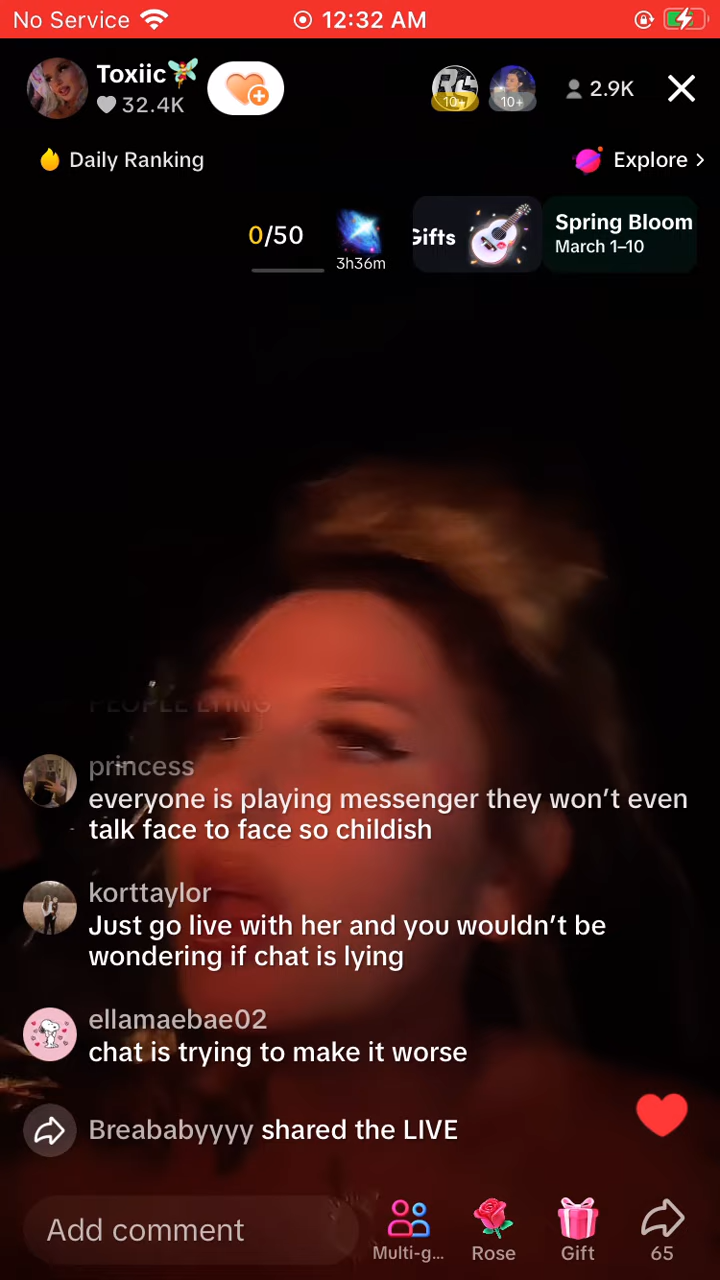 No Service
12:32 AM
Toxiic
32.4K
10+
10+
2.9K
Daily Ranking
Explore
0/50
3h36m
Gifts
Spring Bloom
March 1–10
PEOPLE LYING
princess
everyone is playing messenger they won’t even
talk face to face so childish
korttaylor
Just go live with her and you wouldn’t be
wondering if chat is lying
ellamaebae02
chat is trying to make it worse
Breababyyyy shared the LIVE
Add comment
Multi-g...
Rose
Gift
65